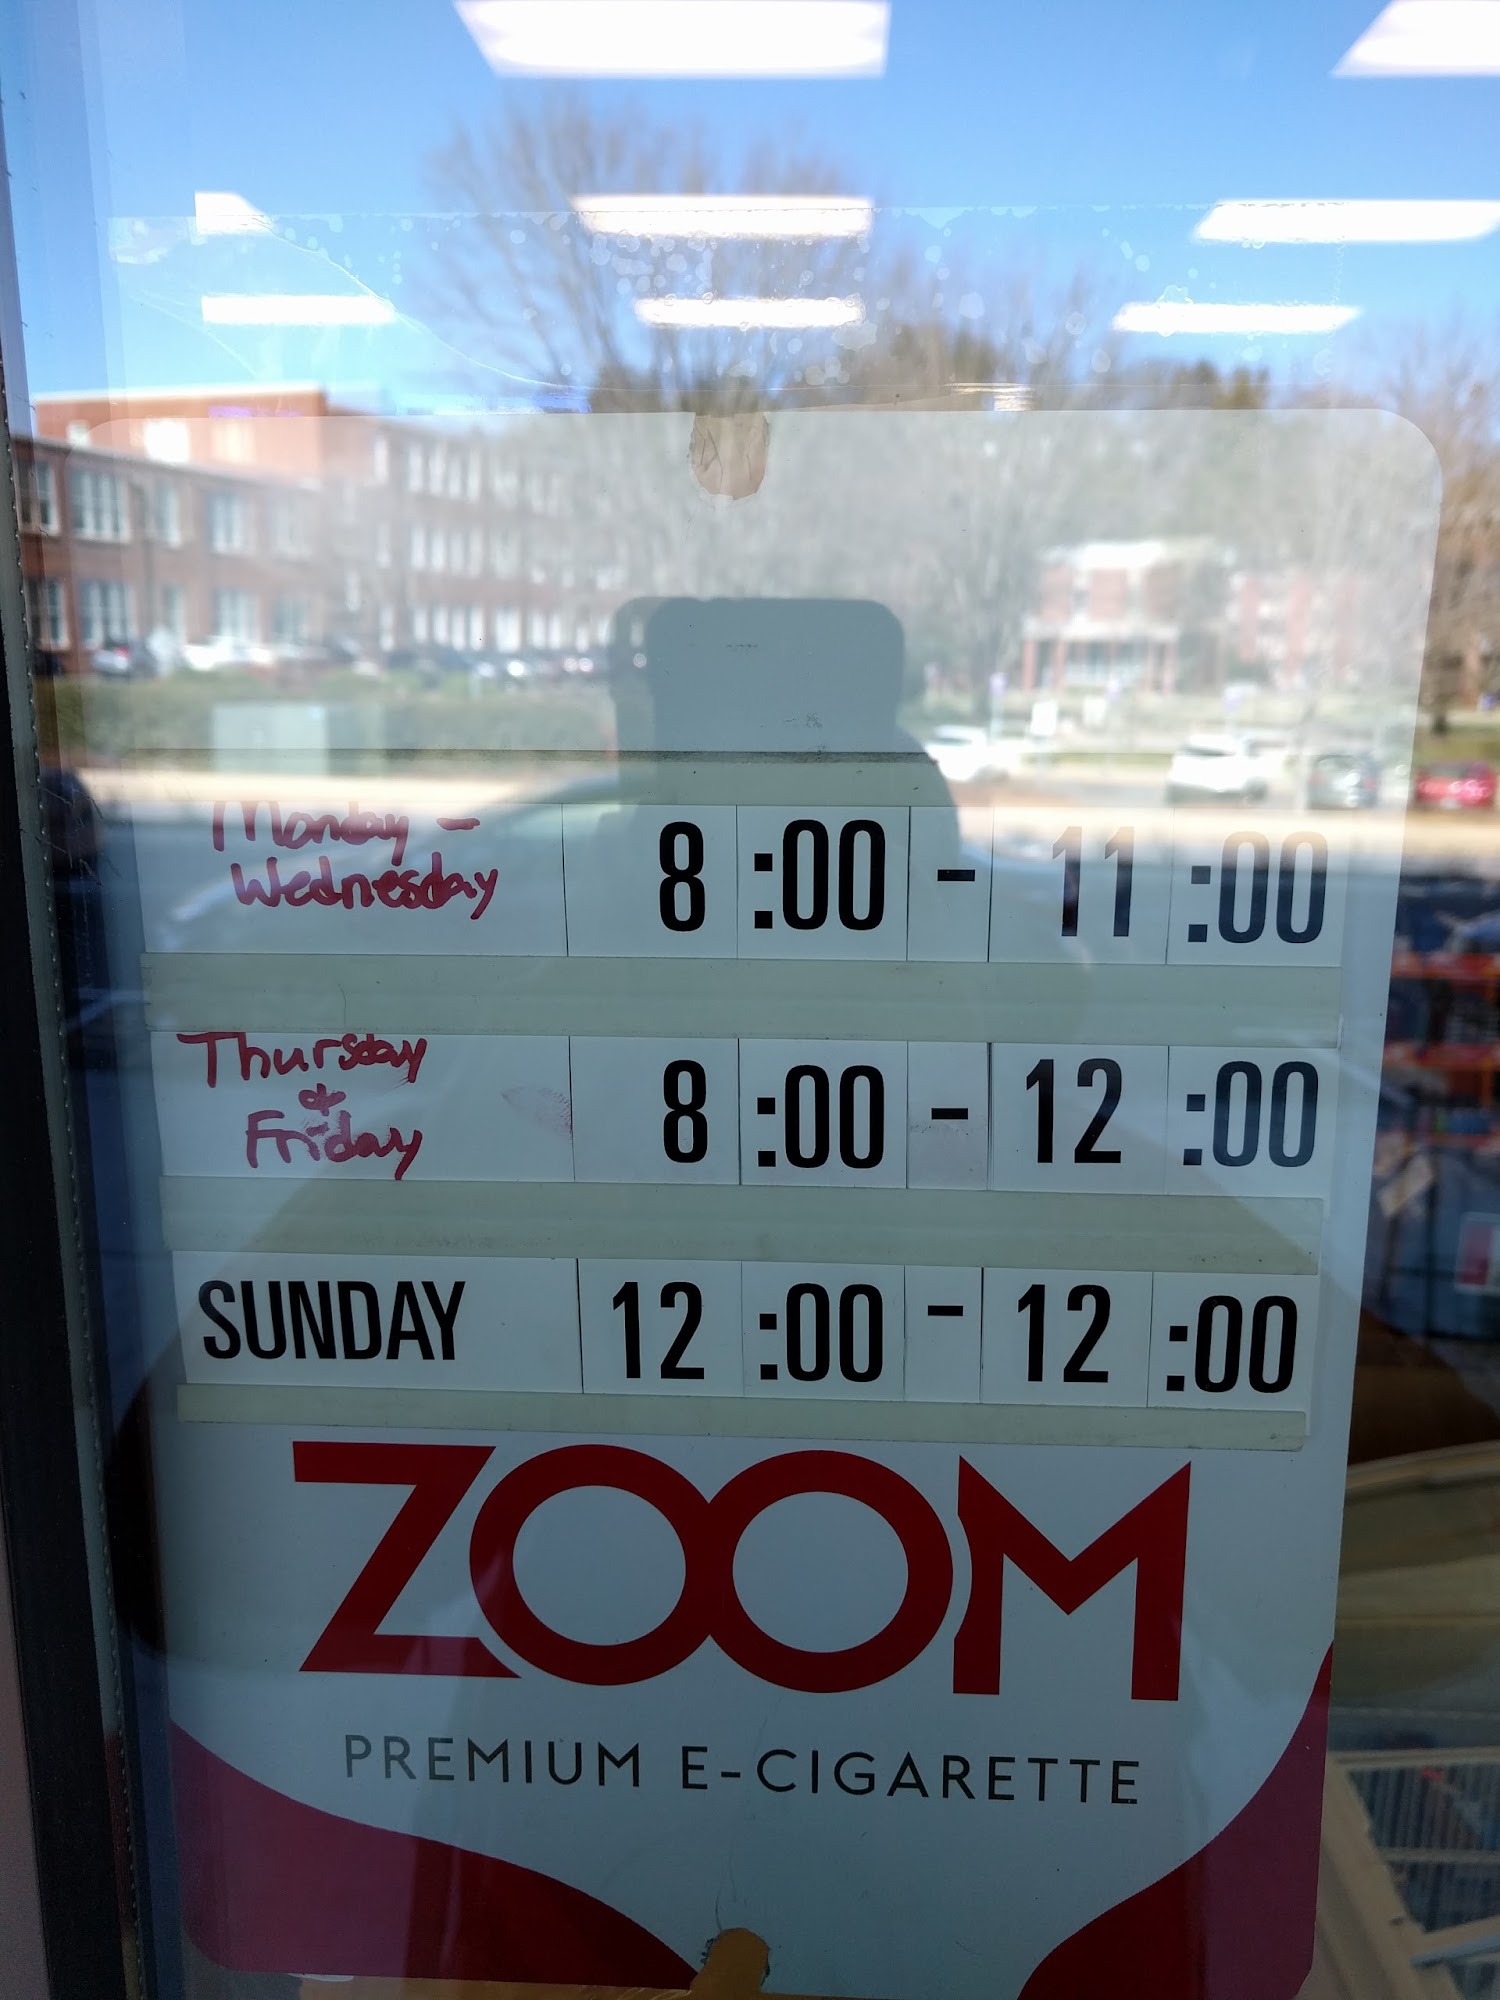 Monday -
Wednesday 8:00 - 11:00
Thursday
&
Friday 8:00 - 12:00
SUNDAY 12:00 - 12:00
ZOOM
PREMIUM E-CIGARETTE